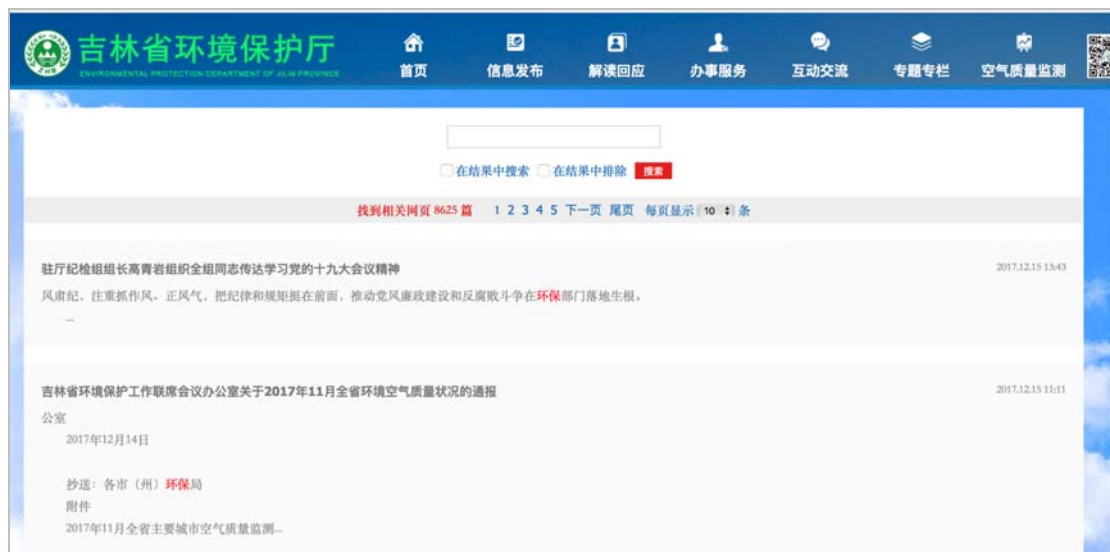 吉林省环境保护厅
ENVIRONMENTAL PROTECTION DEPARTMENT OF JILIN PROVINCE
首页 信息发布 解读回应 办事服务 互动交流 专题专栏 空气质量监测
在结果中搜索 在结果中排除 搜索
找到相关网页 8625 篇 1 2 3 4 5 下一页 尾页 每页显示 10 条
驻厅纪检组组长高青岩组织全组同志传达学习党的十九大会议精神 2017.12.15 13:43
风肃纪，注重抓作风、正风气，把纪律和规矩挺在前面，推动党风廉政建设和反腐败斗争在环保部门落地生根。
...
吉林省环境保护工作联席会议办公室关于2017年11月全省环境空气质量状况的通报 2017.12.15 11:11
公室
2017年12月14日
抄送：各市（州）环保局
附件
2017年11月全省主要城市空气质量监测...